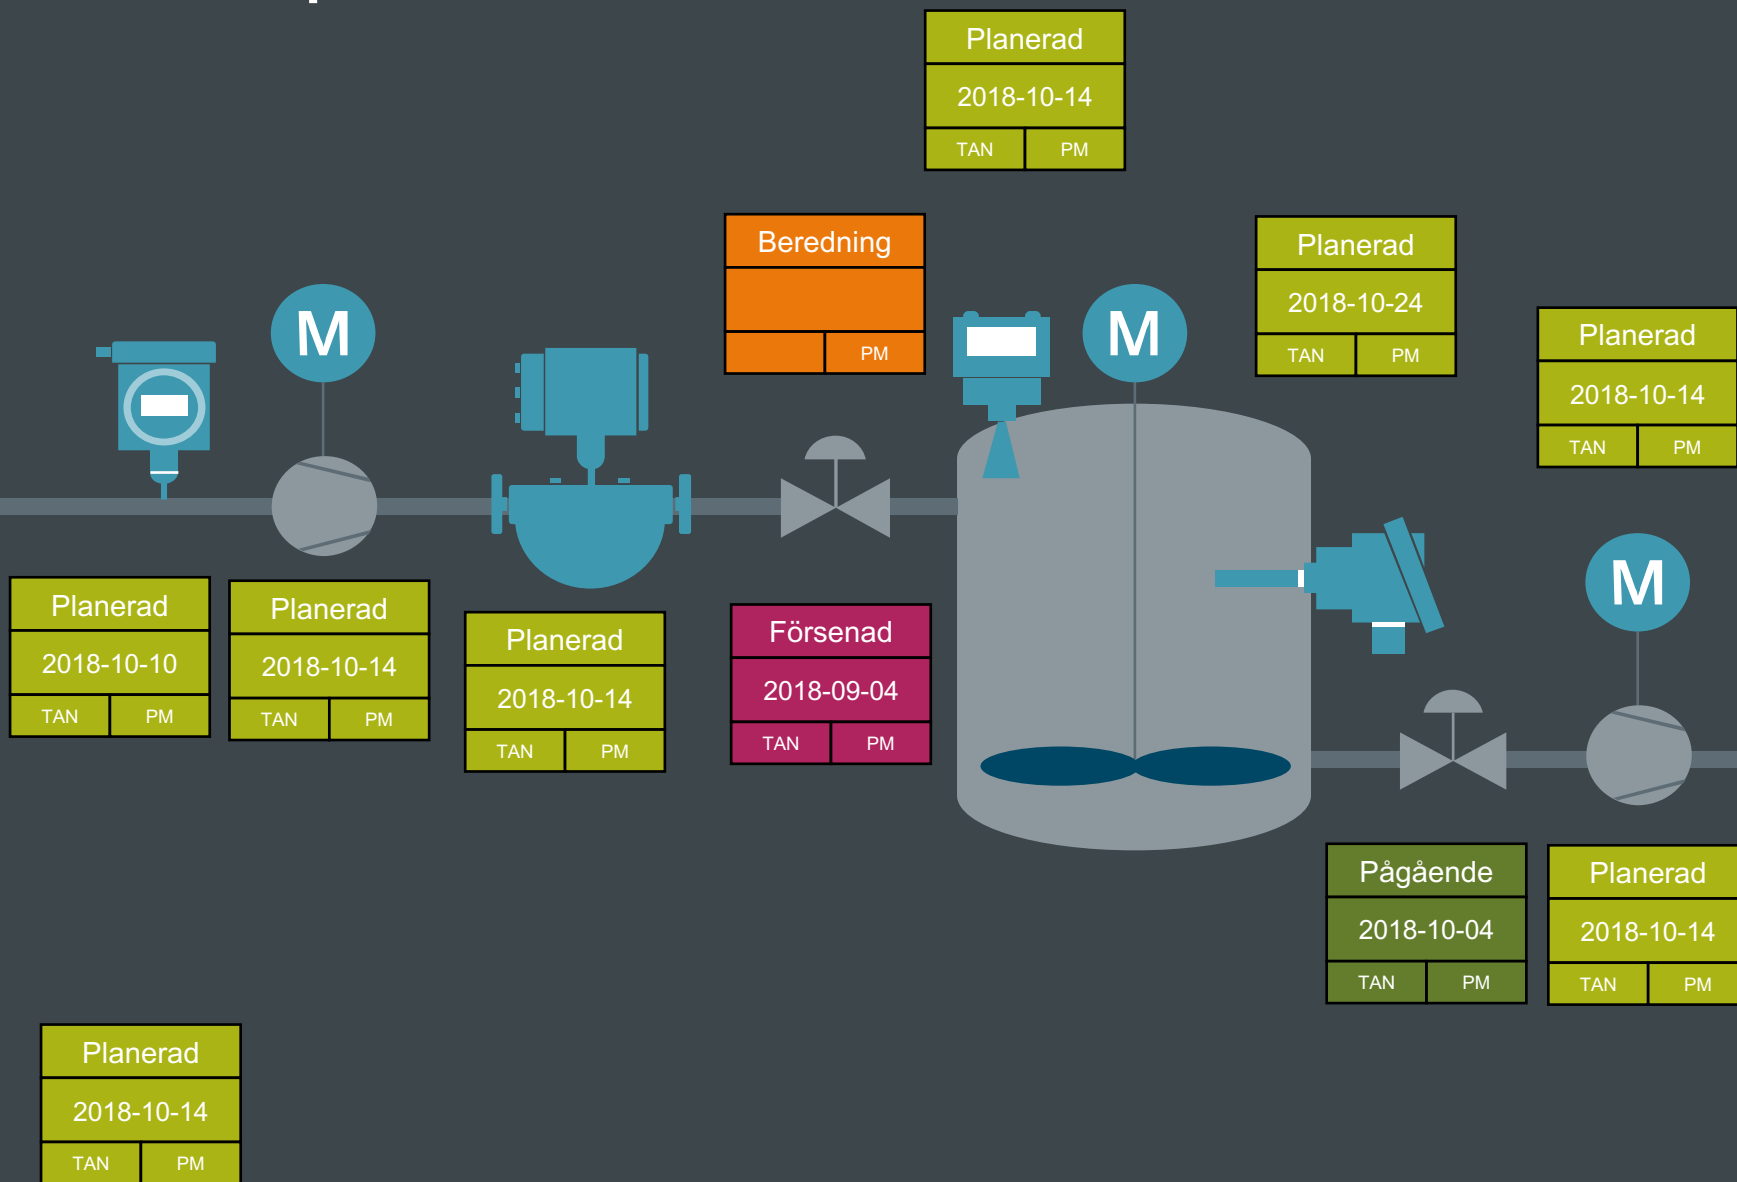 Planerad
2018-10-14
TAN PM
Beredning
PM
Planerad
2018-10-24
TAN PM
Planerad
2018-10-14
TAN PM
M
M
M
Planerad
2018-10-10
TAN PM
Planerad
2018-10-14
TAN PM
Planerad
2018-10-14
TAN PM
Försenad
2018-09-04
TAN PM
Pågående
2018-10-04
TAN PM
Planerad
2018-10-14
TAN PM
Planerad
2018-10-14
TAN PM